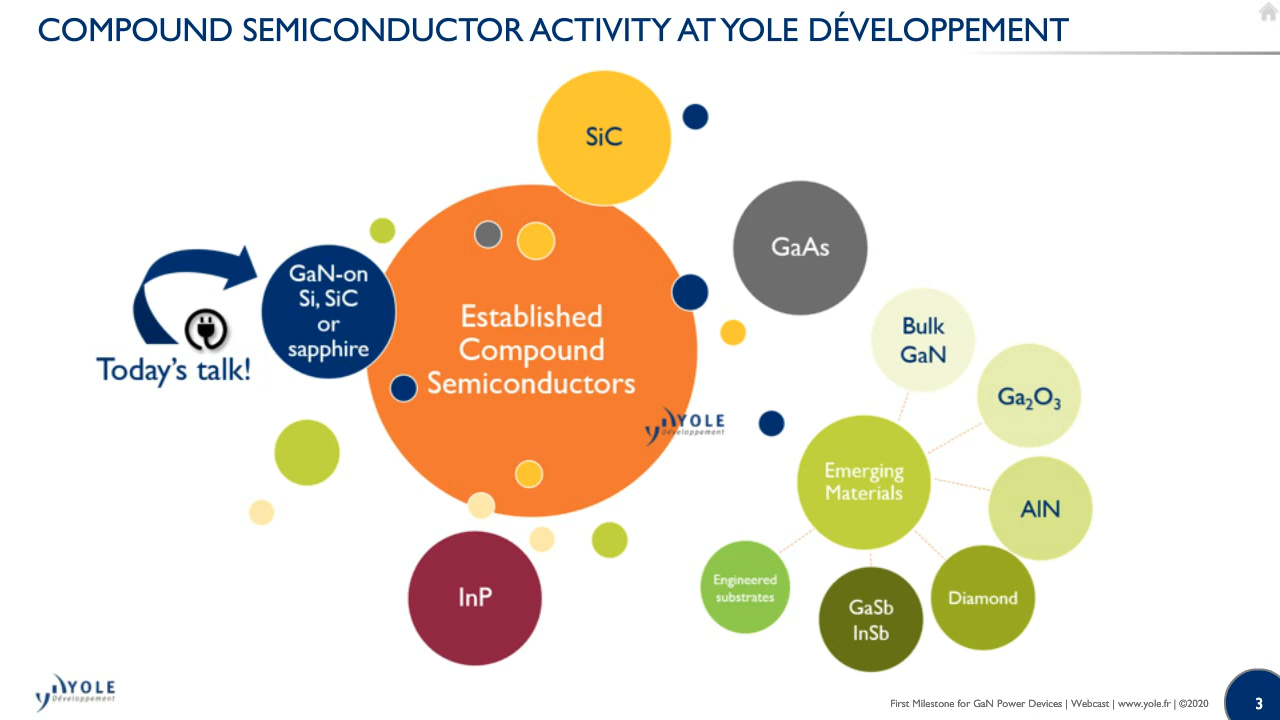 COMPOUND SEMICONDUCTOR ACTIVITY AT YOLE DÉVELOPPEMENT
SiC
GaAs
GaN-on
Si, SiC
or
sapphire
Today's talk!
Established
Compound
Semiconductors
YOLE
Développement
Bulk
GaN
Ga₂O₃
Emerging
Materials
AlN
Engineered
substrates
GaSb
InSb
Diamond
InP
YOLE
Développement
First Milestone for GaN Power Devices | Webcast | www.yole.fr | ©2020
3